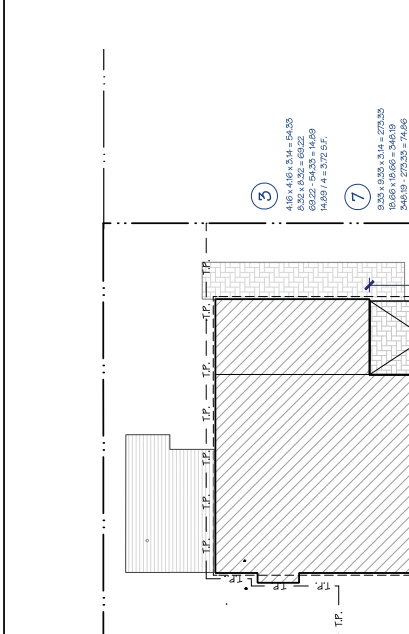 3
4.16 x 4.16 x 3.14 = 54.33
8.32 x 8.32 = 69.22
69.22 - 54.33 = 14.89
14.89 / 4 = 3.72 S.F.
7
9.33 x 9.33 x 3.14 = 273.33
18.66 x 18.66 = 348.19
348.19 - 273.33 = 74.86
T.P.
T.P.
T.P.
T.P.
T.P.
T.P.
T.P.
T.P.
T.P.
T.P.
T.P.